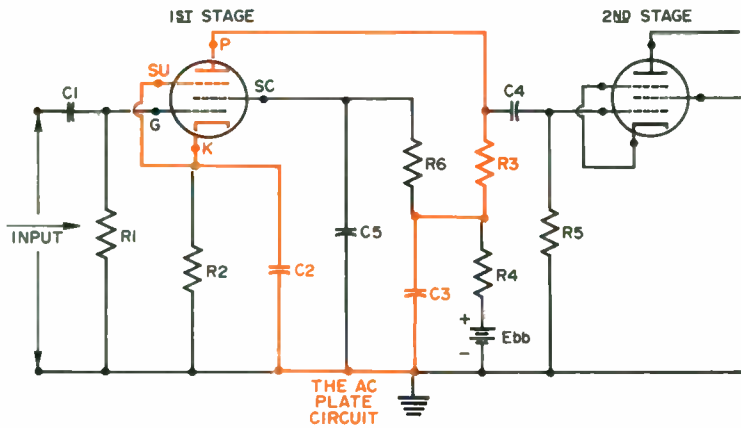 1ST STAGE
2ND STAGE
P
SU
SC
C1
C4
G
K
R6
R3
INPUT
R1
R2
C2
C5
C3
R4
R5
+
Ebb
-
THE AC
PLATE
CIRCUIT